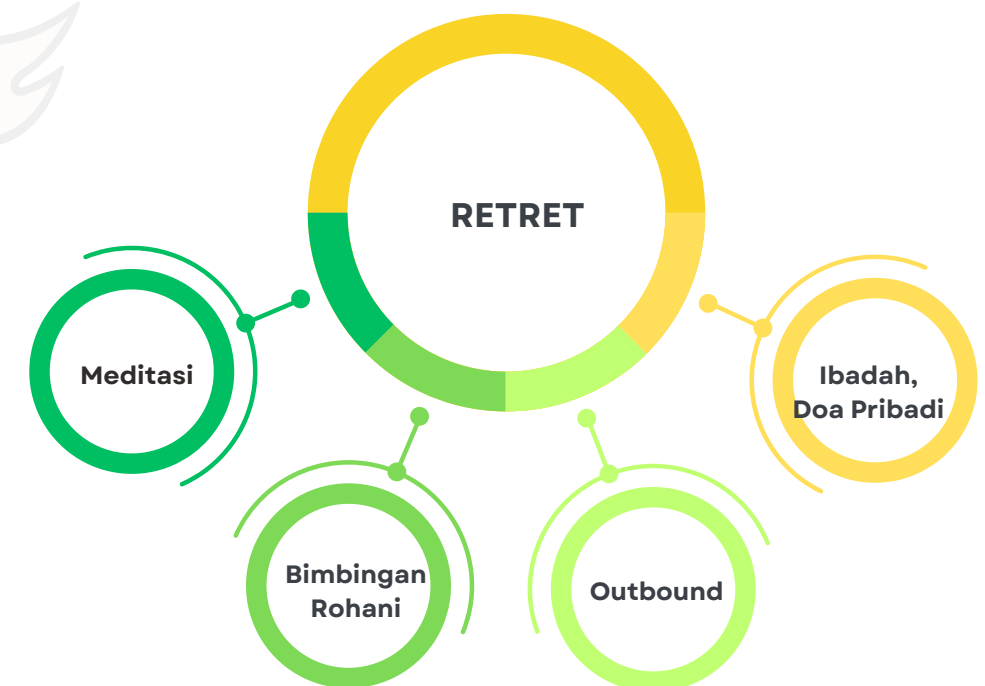 RETRET
Meditasi
Ibadah,
Doa Pribadi
Bimbingan
Rohani
Outbound